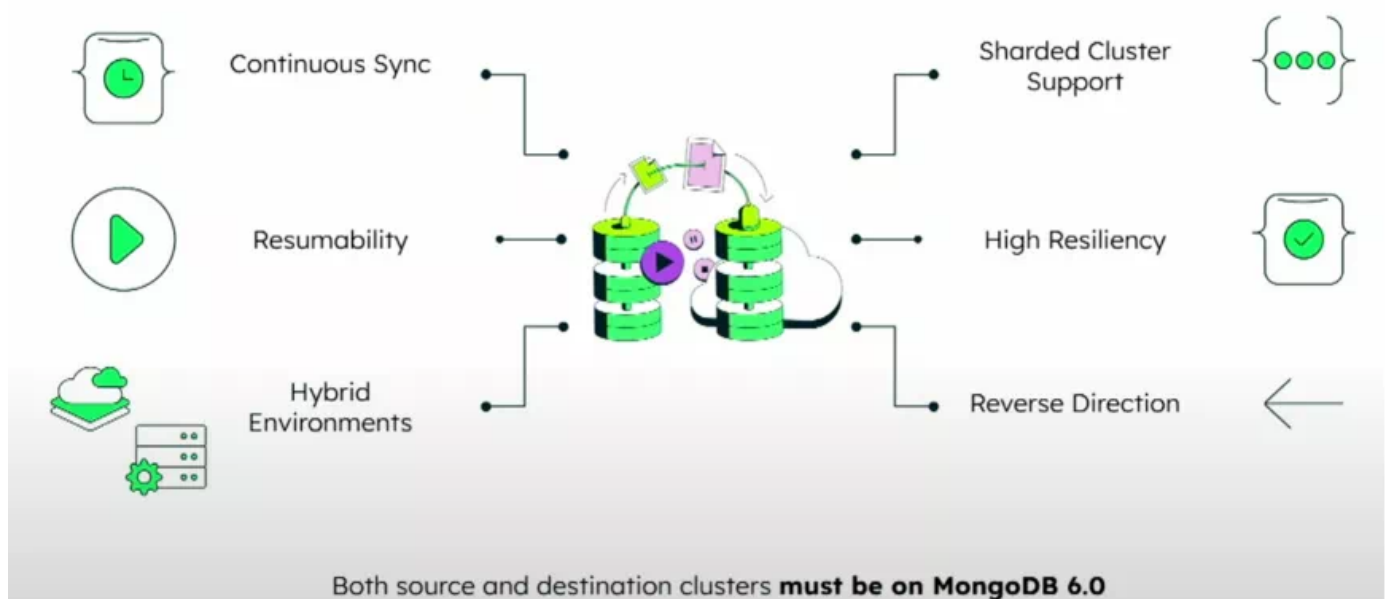 Continuous Sync
Resumability
Hybrid
Environments
Sharded Cluster
Support
High Resiliency
Reverse Direction
Both source and destination clusters must be on MongoDB 6.0